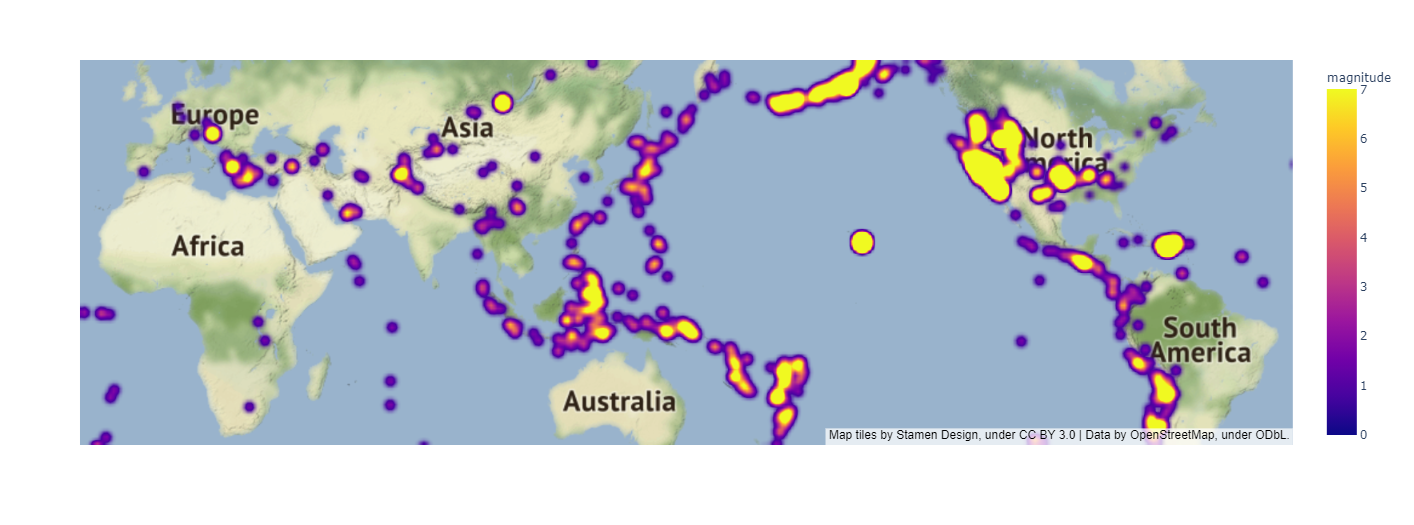 magnitude
7
6
5
4
3
2
1
0
Europe
Asia
North
America
Africa
South
America
Australia
Map tiles by Stamen Design, under CC BY 3.0 | Data by OpenStreetMap, under ODbL.